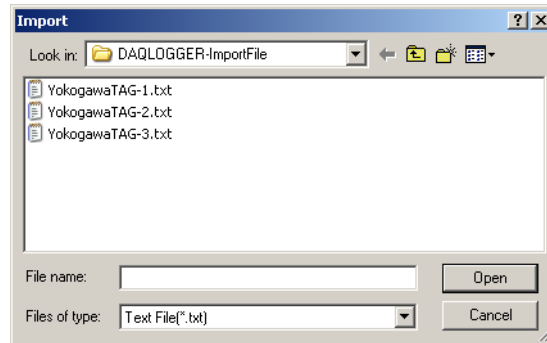 Import
Look in: DAQLOGGER-ImportFile
YokogawaTAG-1.txt
YokogawaTAG-2.txt
YokogawaTAG-3.txt
File name:
Open
Files of type: Text File(*.txt)
Cancel